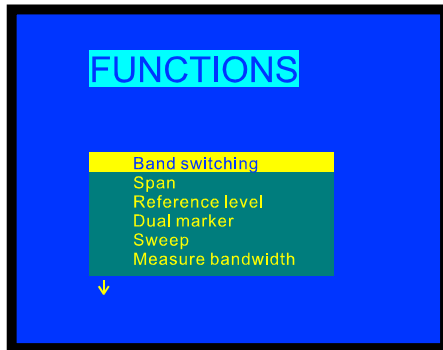 FUNCTIONS
Band switching
Span
Reference level
Dual marker
Sweep
Measure bandwidth